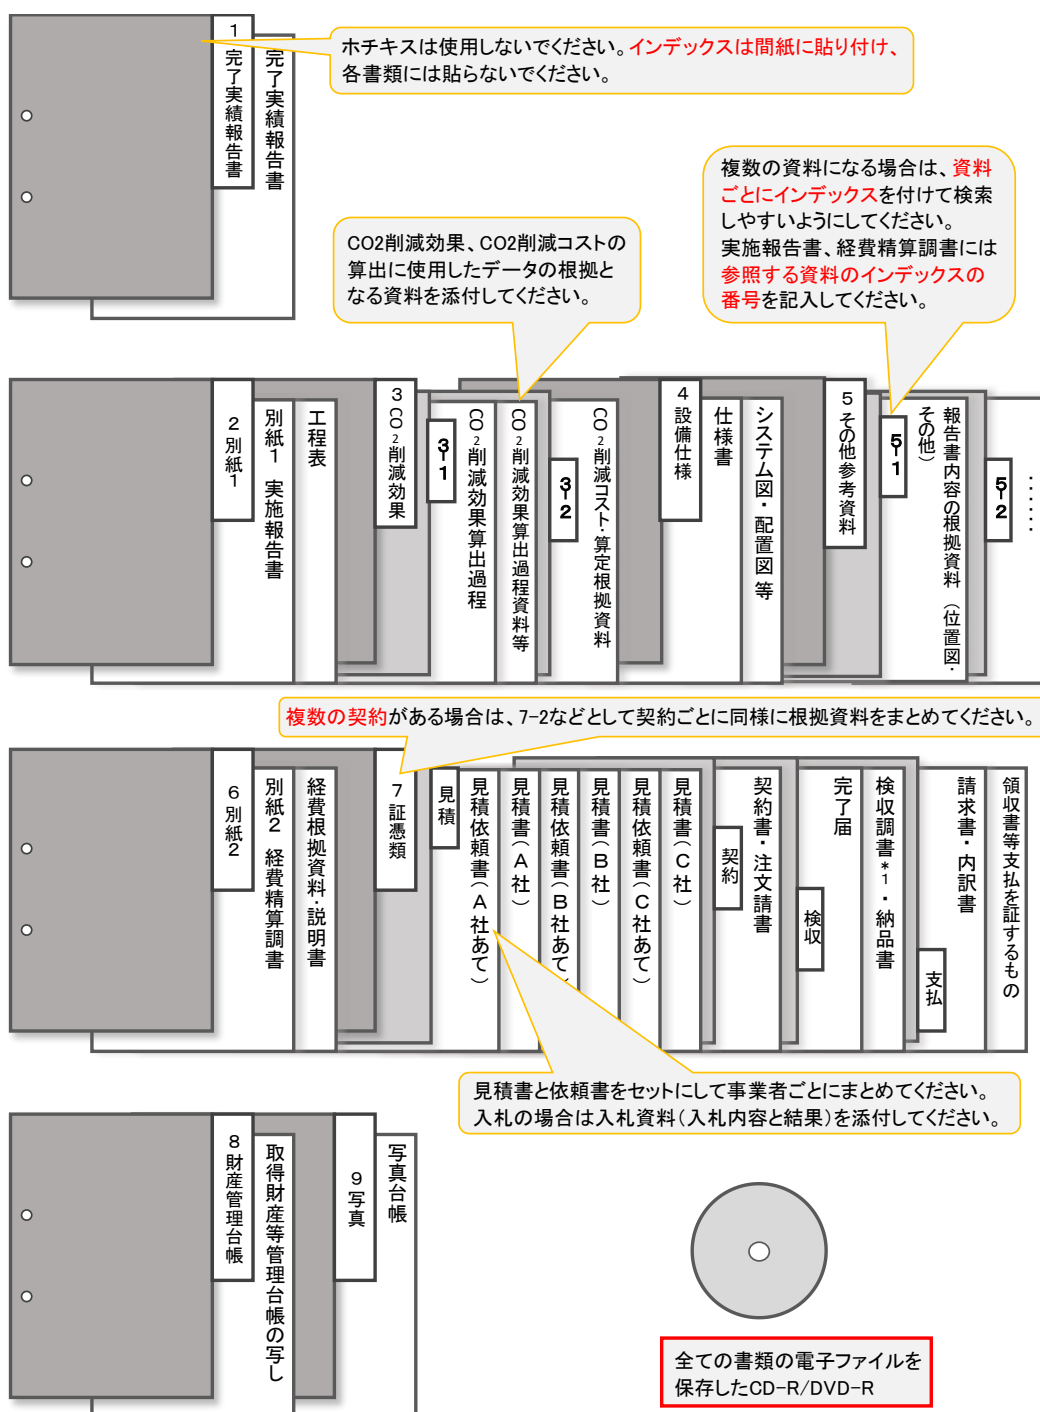 1 完了実績報告書
完了実績報告書
ホチキスは使用しないでください。インデックスは間紙に貼り付け、
各書類には貼らないでください。
複数の資料になる場合は、資料
ごとにインデックスを付けて検索
しやすいようにしてください。
実施報告書、経費精算調書には
参照する資料のインデックスの
番号を記入してください。
CO2削減効果、CO2削減コストの
算出に使用したデータの根拠と
なる資料を添付してください。
2 別紙1
別紙1 実施報告書
工程表
3 CO2削減効果
3-1
CO2削減効果算出過程
CO2削減効果算出過程資料等
3-2
CO2削減コスト・算定根拠資料
4 設備仕様
仕様書
システム図・配置図 等
5 その他参考資料
5-1
報告書内容の根拠資料 (位置図・
その他)
5-2
・・・・・・
複数の契約がある場合は、7-2などとして契約ごとに同様に根拠資料をまとめてください。
6 別紙2
別紙2 経費精算調書
経費根拠資料・説明書
7 証憑類
見積
見積依頼書(A社あて)
見積書(A社)
見積依頼書(B社あて)
見積書(B社)
見積依頼書(C社あて)
見積書(C社)
契約
契約書・注文請書
検収
完了届
検収調書*1・納品書
支払
請求書・内訳書
領収書等支払を証するもの
見積書と依頼書をセットにして事業者ごとにまとめてください。
入札の場合は入札資料(入札内容と結果)を添付してください。
8 財産管理台帳
取得財産等管理台帳の写し
9 写真
写真台帳
全ての書類の電子ファイルを
保存したCD-R/DVD-R